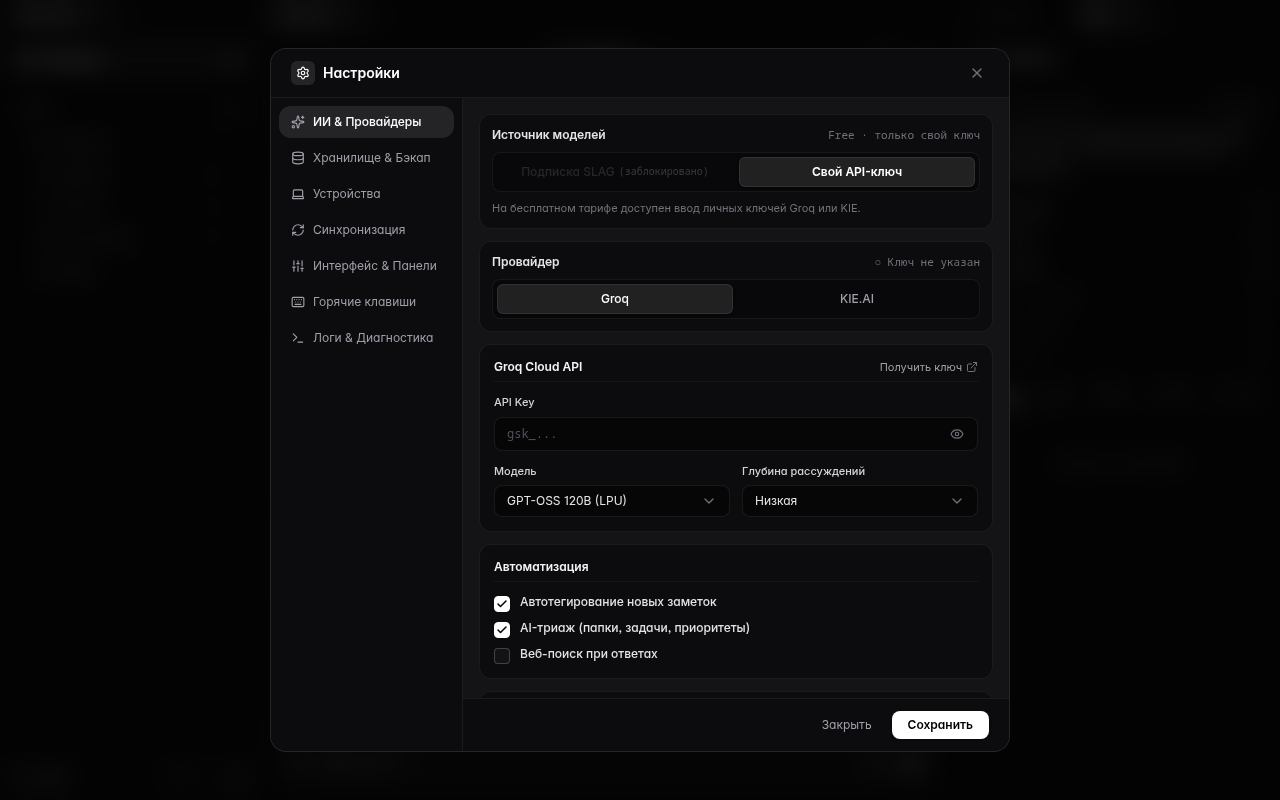 Настройки
ИИ & Провайдеры
Хранилище & Бэкап
Устройства
Синхронизация
Интерфейс & Панели
Горячие клавиши
Логи & Диагностика
Источник моделей
Free · только свой ключ
Подписка SLAG (заблокировано)
Свой API-ключ
На бесплатном тарифе доступен ввод личных ключей Groq или KIE.
Провайдер
○ Ключ не указан
Groq
KIE.AI
Groq Cloud API
Получить ключ
API Key
gsk_...
Модель
Глубина рассуждений
GPT-OSS 120B (LPU)
Низкая
Автоматизация
Автотегирование новых заметок
AI-триаж (папки, задачи, приоритеты)
Веб-поиск при ответах
Закрыть
Сохранить